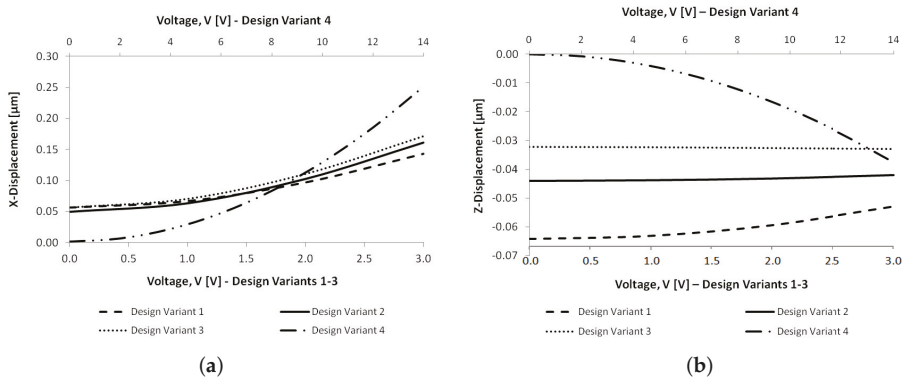 Voltage, V [V] - Design Variant 4
0 2 4 6 8 10 12 14
0.30
0.25
0.20
0.15
0.10
0.05
0.00
X-Displacement [µm]
0.0 0.5 1.0 1.5 2.0 2.5 3.0
Voltage, V [V] - Design Variants 1-3
Design Variant 1 Design Variant 2
Design Variant 3 Design Variant 4
(a)
Voltage, V [V] – Design Variant 4
0 2 4 6 8 10 12 14
0.00
-0.01
-0.02
-0.03
-0.04
-0.05
-0.06
-0.07
Z-Displacement [µm]
0.0 0.5 1.0 1.5 2.0 2.5 3.0
Voltage, V [V] – Design Variants 1-3
Design Variant 1 Design Variant 2
Design Variant 3 Design Variant 4
(b)